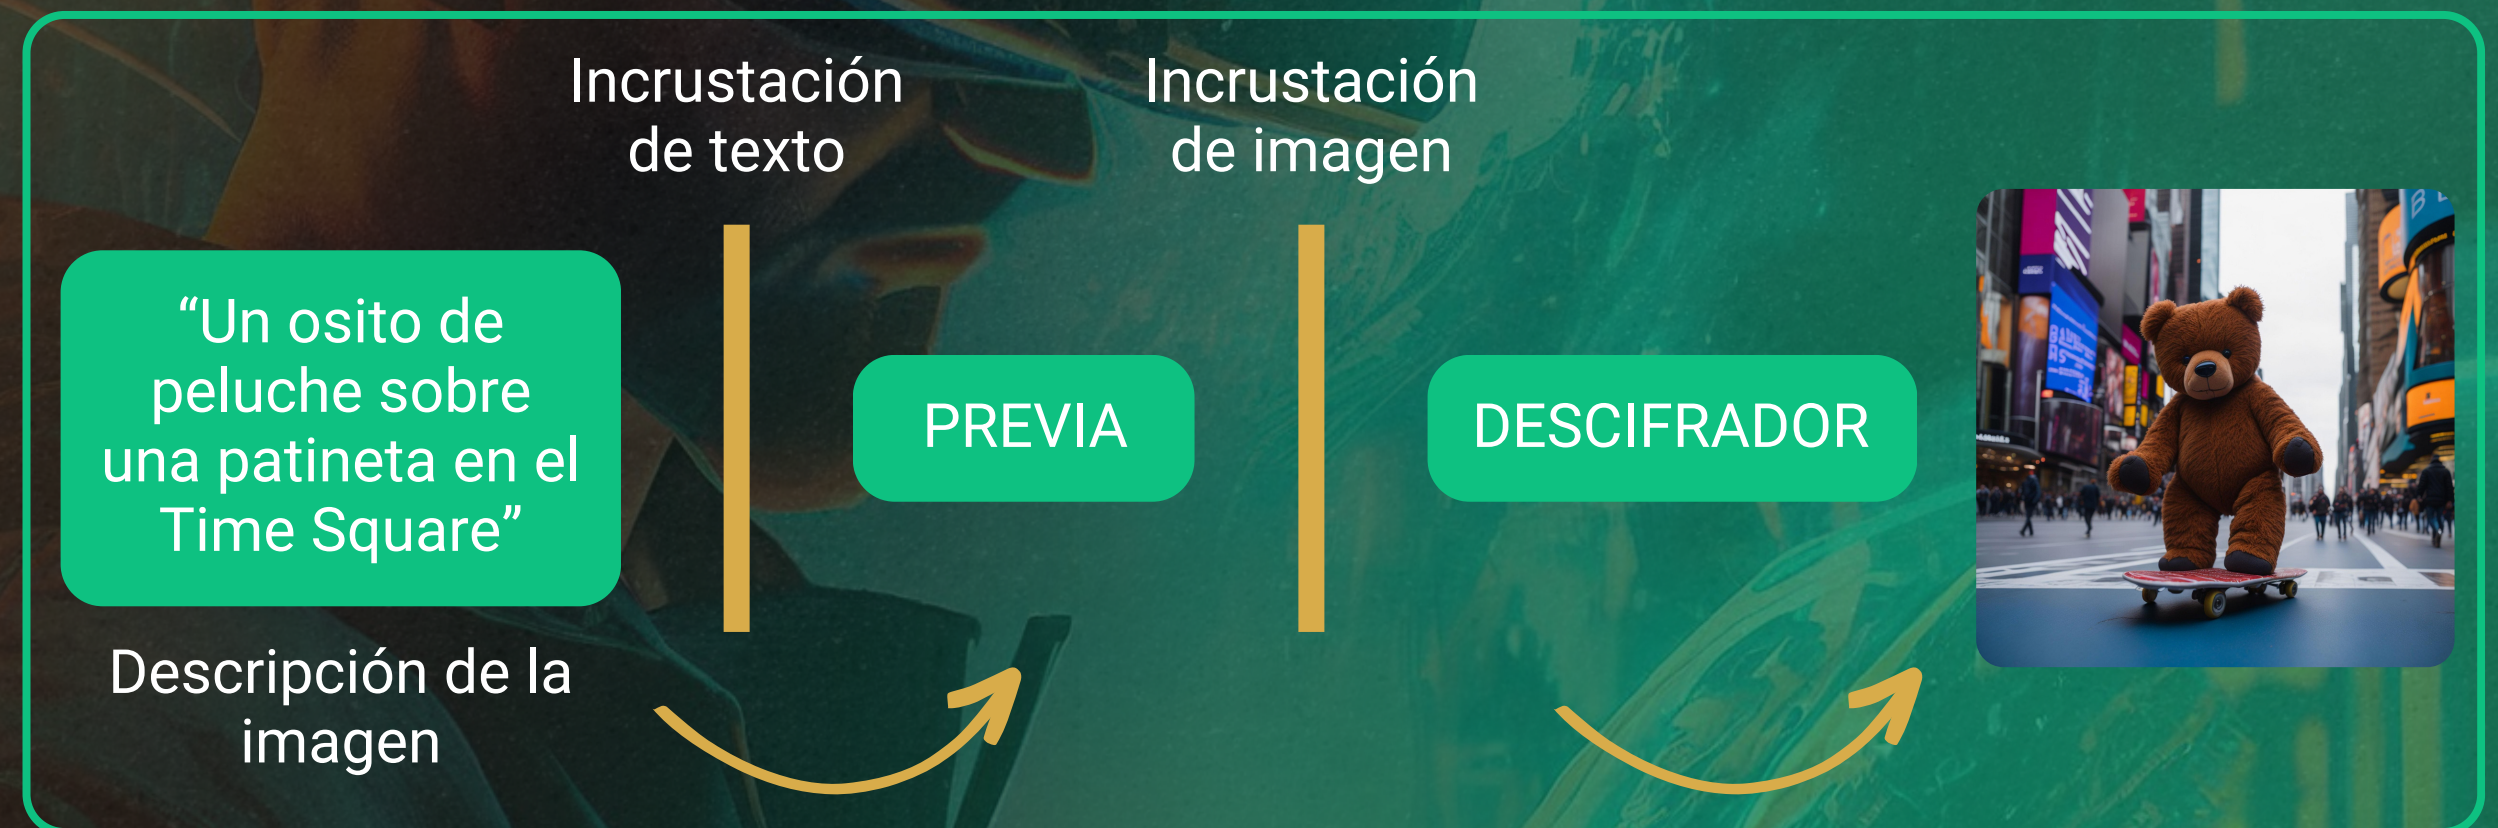 Incrustación
de texto
Incrustación
de imagen
“Un osito de
peluche sobre
una patineta en el
Time Square”
PREVIA
DESCIFRADOR
Descripción de la
imagen